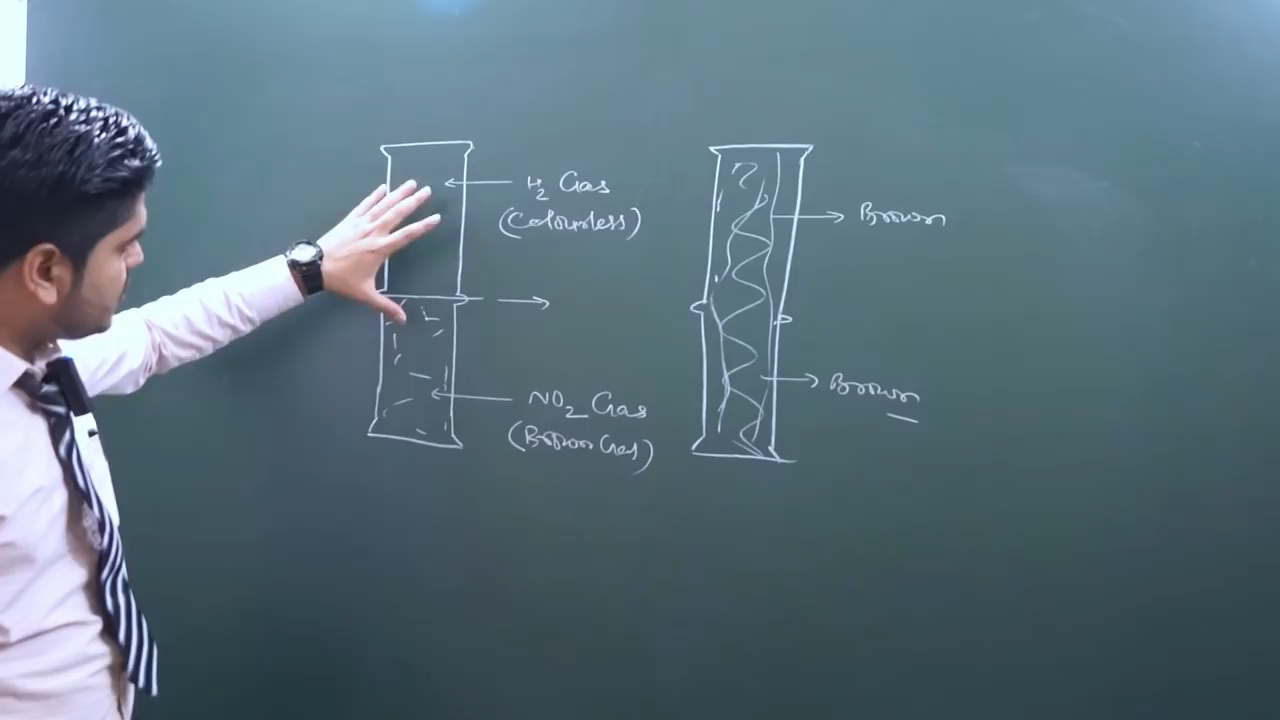 H2 Gas
(Colourless)
NO2 Gas
(Brown Gas)
Brown
Brown